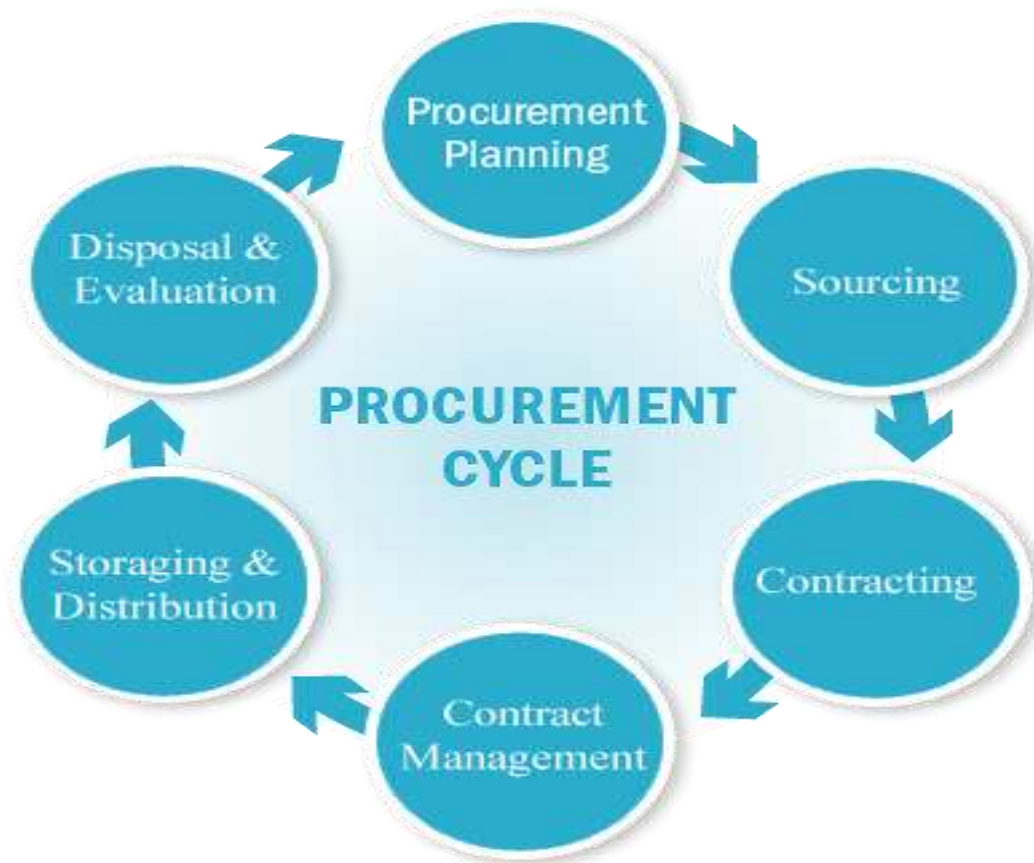 Procurement
Planning
Sourcing
Contracting
Contract
Management
Storaging &
Distribution
Disposal &
Evaluation
PROCUREMENT
CYCLE